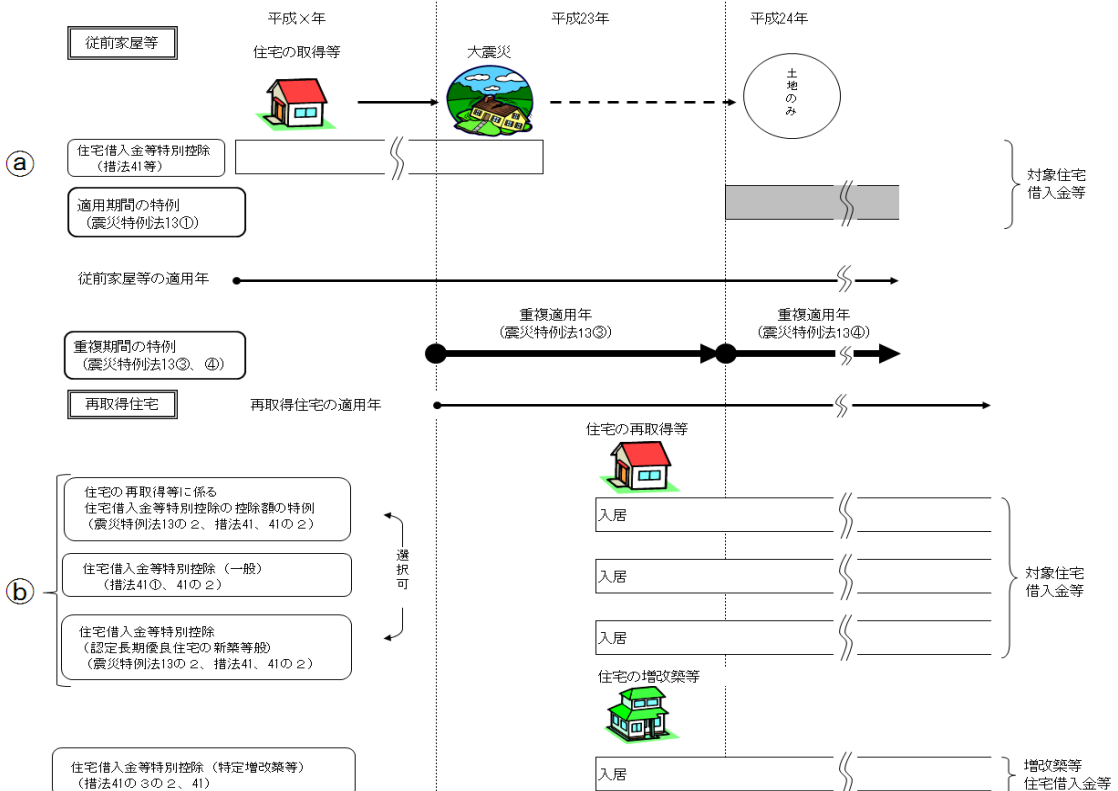 平成×年
平成23年
平成24年
従前家屋等
住宅の取得等
大震災
土地のみ
ⓐ
住宅借入金等特別控除
(措法41等)
適用期間の特例
(震災特例法13①)
対象住宅
借入金等
従前家屋等の適用年
重複適用年
(震災特例法13③)
重複適用年
(震災特例法13④)
重複期間の特例
(震災特例法13③、④)
再取得住宅
再取得住宅の適用年
住宅の再取得等
ⓑ
住宅の再取得等に係る
住宅借入金等特別控除の控除額の特例
(震災特例法13の2、措法41、41の2)
入居
選択可
住宅借入金等特別控除(一般)
(措法41①、41の2)
入居
対象住宅
借入金等
住宅借入金等特別控除
(認定長期優良住宅の新築等般)
(震災特例法13の2、措法41、41の2)
入居
住宅の増改築等
住宅借入金等特別控除(特定増改築等)
(措法41の3の2、41)
入居
増改築等
住宅借入金等